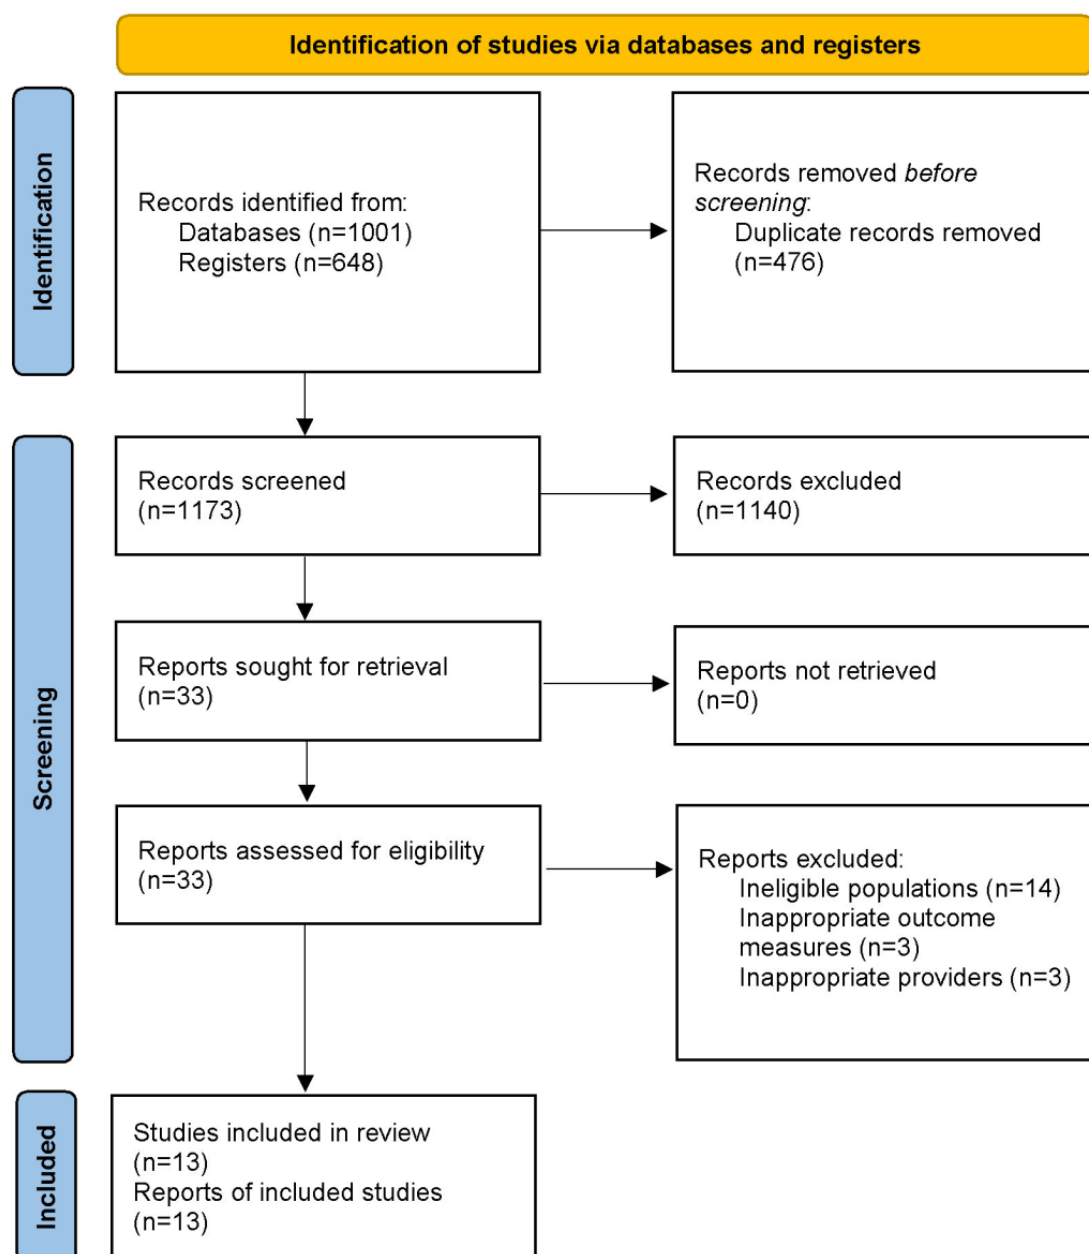 Identification of studies via databases and registers
Identification
Records identified from:
Databases (n=1001)
Registers (n=648)
Records removed before
screening:
Duplicate records removed
(n=476)
Screening
Records screened
(n=1173)
Records excluded
(n=1140)
Reports sought for retrieval
(n=33)
Reports not retrieved
(n=0)
Reports assessed for eligibility
(n=33)
Reports excluded:
Ineligible populations (n=14)
Inappropriate outcome
measures (n=3)
Inappropriate providers (n=3)
Included
Studies included in review
(n=13)
Reports of included studies
(n=13)